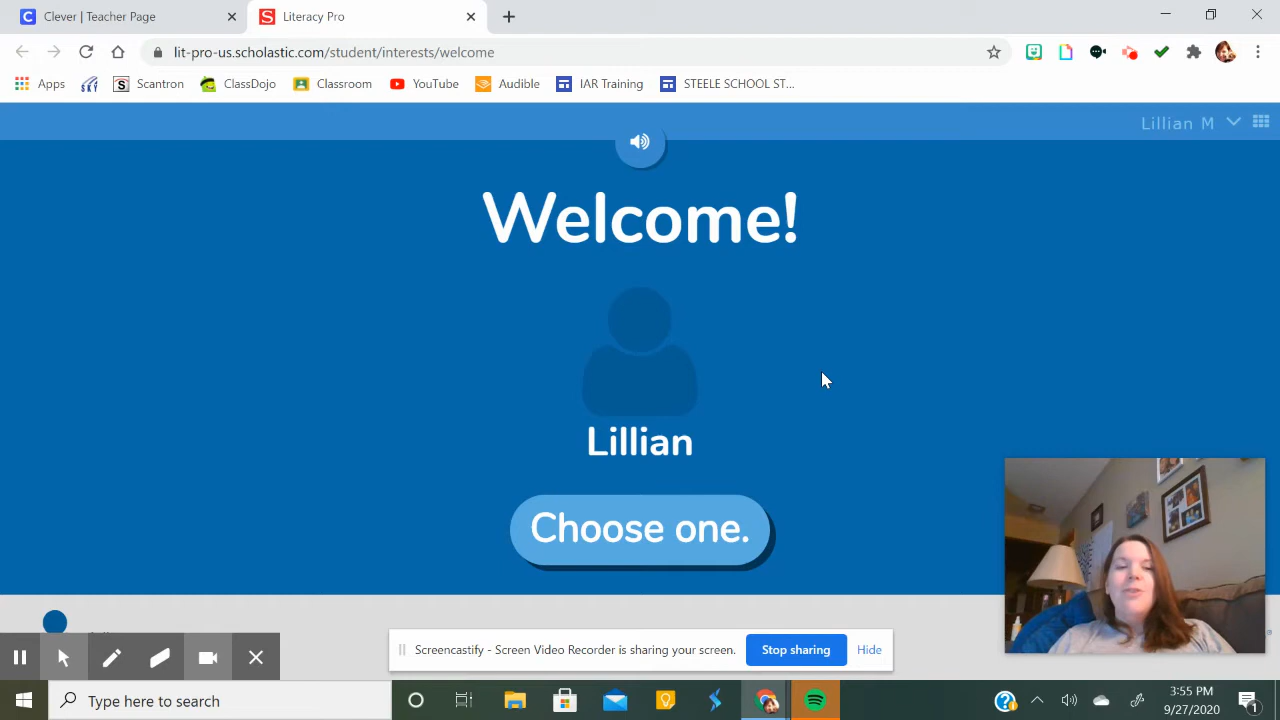 Clever | Teacher Page
Literacy Pro
lit-pro-us.scholastic.com/student/interests/welcome
Apps
Scantron
ClassDojo
Classroom
YouTube
Audible
IAR Training
STEELE SCHOOL ST...
Lillian M
Welcome!
Lillian
Choose one.
Screencastify - Screen Video Recorder is sharing your screen.
Stop sharing
Hide
Type here to search
3:55 PM
9/27/2020
1